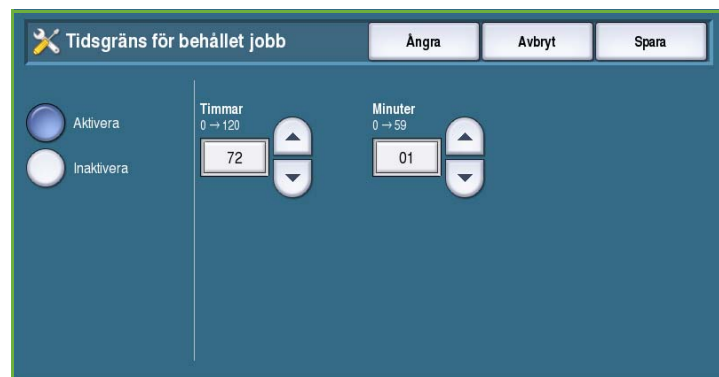 Tidsgräns för behållet jobb
Ångra
Avbryt
Spara
Aktivera
Inaktivera
Timmar
0→120
72
Minuter
0→59
01